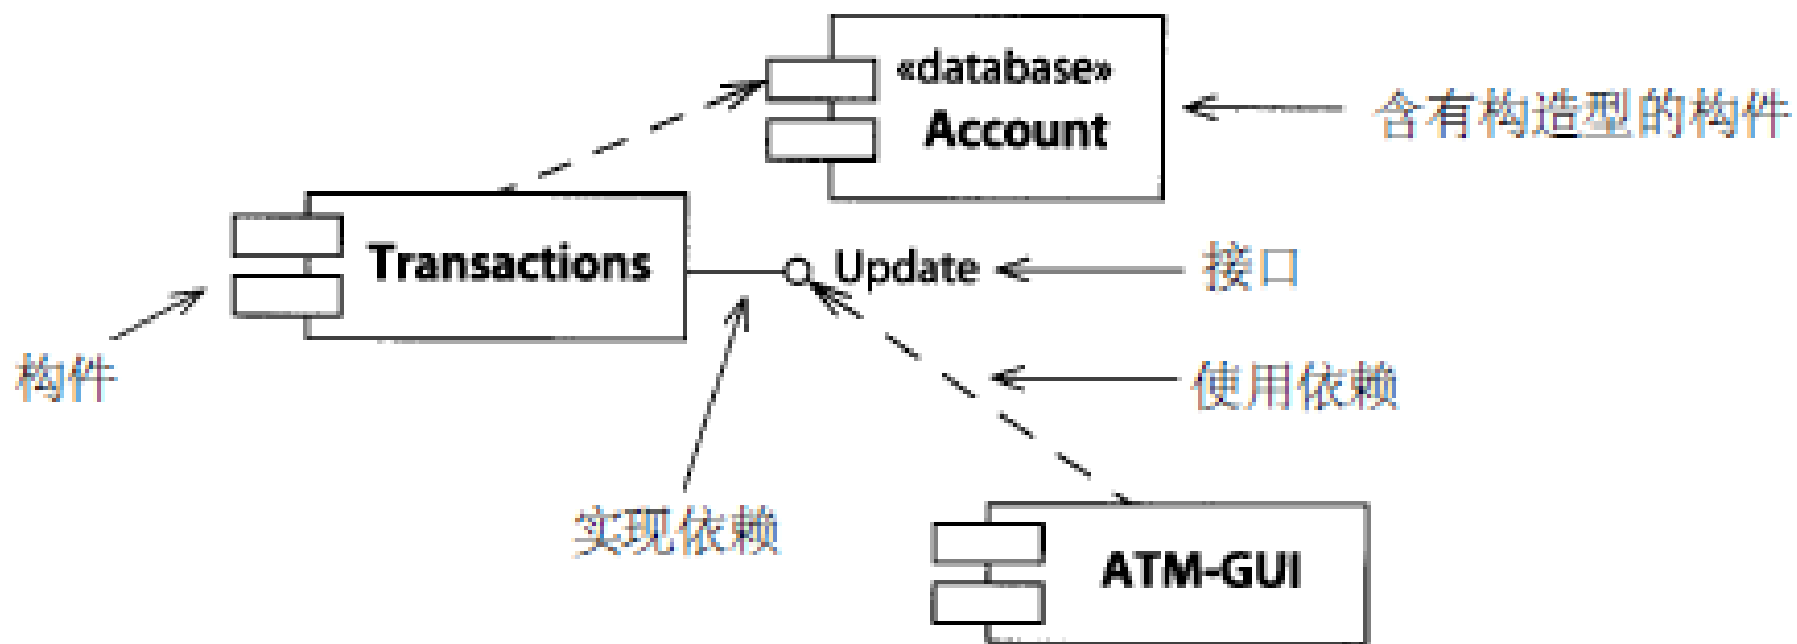 «database»
Account
含有构造型的构件
Transactions
Update
接口
构件
使用依赖
实现依赖
ATM-GUI